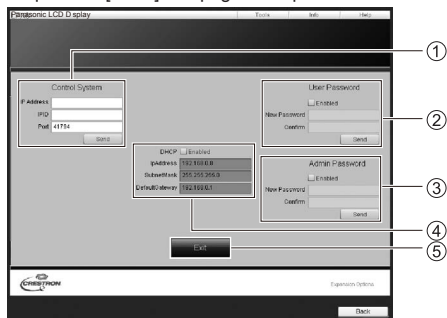 Panasonic LCD Display
Tools Info Help
①
Control System
IP Address
IPID
Port 41794
Send
User Password
Enabled
New Password
Confirm
Send
②
DHCP Enabled
IpAddress 192.168.0.8
SubnetMask 255.255.255.0
DefaultGateway 192.168.0.1
Admin Password
Enabled
New Password
Confirm
Send
③
④
Exit
⑤
CRESTRON
Expansion Options
Back